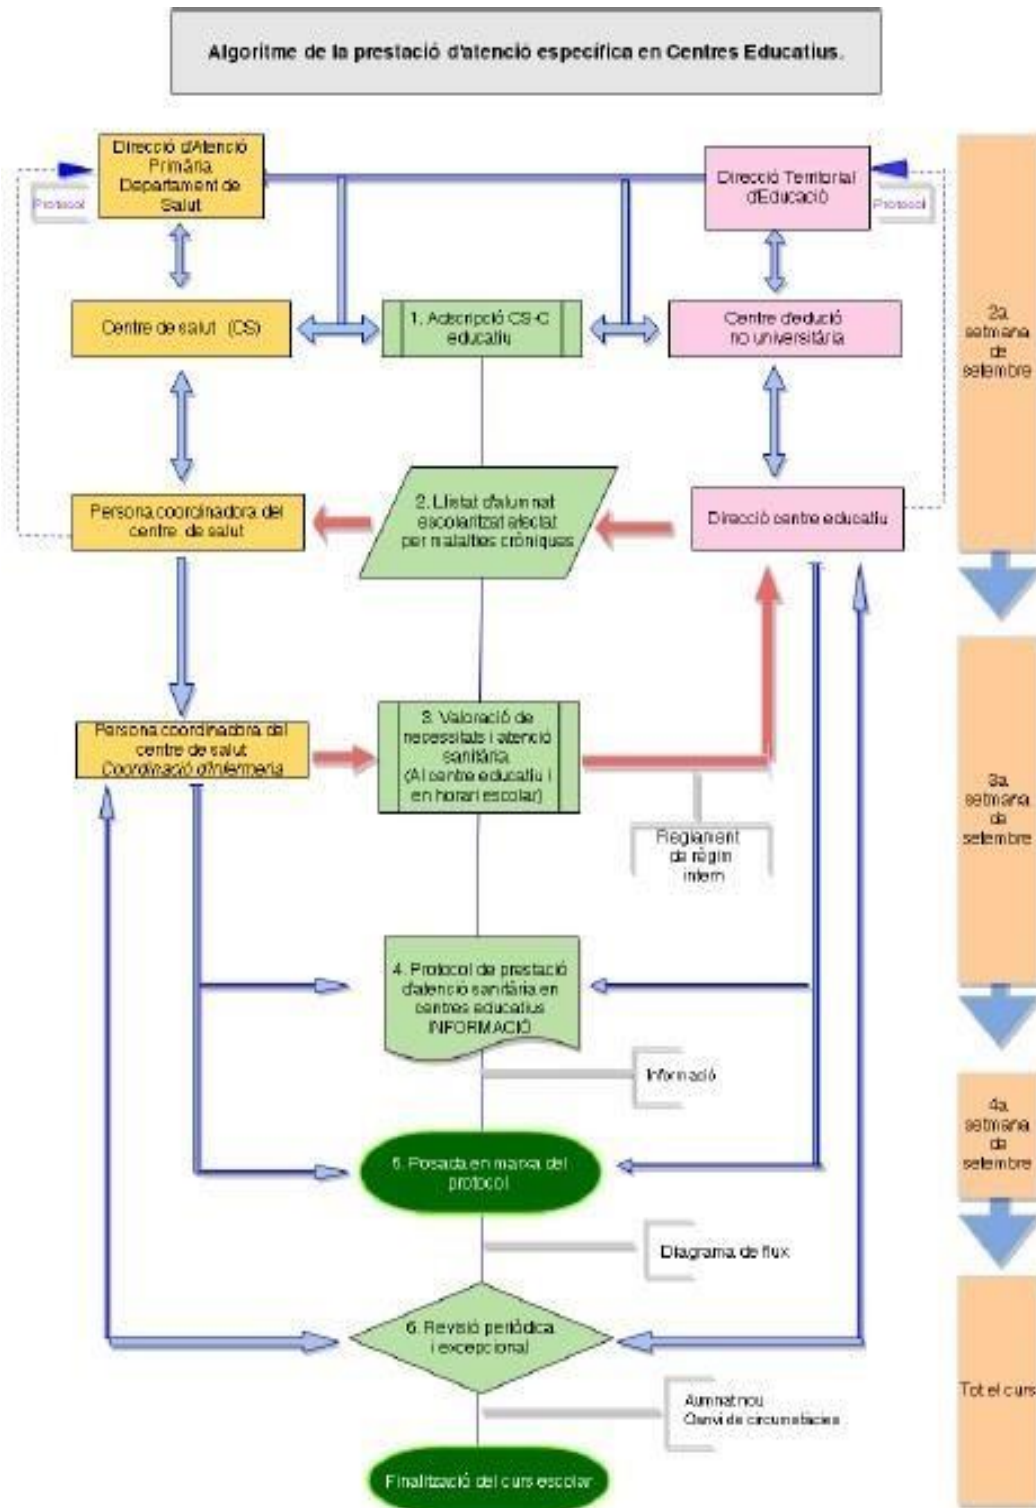 Algoritme de la prestació d'atenció específica en Centres Educatius.
Direcció d'Atenció
Primària
Departament de
Salut
Direcció Territorial
d'Educació
Protocol
Protocol
Centre de salut (CS)
1. Adscripció CS-C
educatiu
Centre d'edució
no universitària
2a
setmana
de
setembre
Persona coordinadora del
centre de salut
2. Llistat d'alumnat
escolaritzat afectat
per malalties cròniques
Direcció centre educatiu
Persona coordinadora del
centre de salut
Coordinació d'Infermeria
3. Valoració de
necessitats i atenció
sanitària
(Al centre educatiu i
en horari escolar)
Reglament
de règim
intern
3a
setmana
de
setembre
4. Protocol de prestació
d'atenció sanitària en
centres educatius
INFORMACIÓ
Informació
4a
setmana
de
setembre
5. Posada en marxa del
protocol
Diagrama de flux
6. Revisió periòdica
i excepcional
Alumnat nou
Canvi de circumstàcies
Tot el curs
Finalització del curs escolar